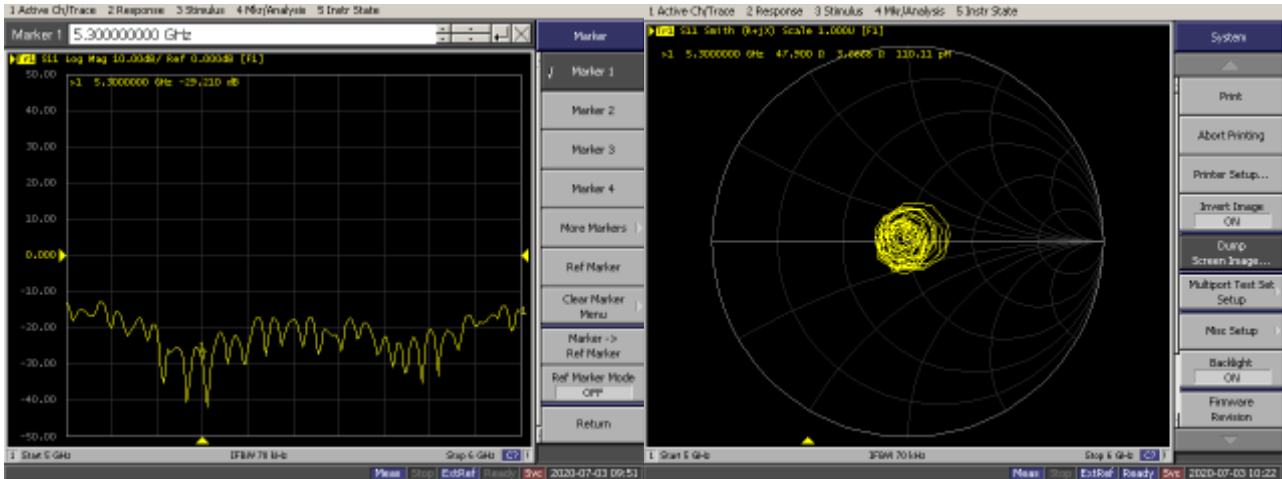 1 Active Ch/Trace 2 Response 3 Stimulus 4 Mkr/Analysis 5 Instr State
Marker 1 5.300000000 GHz
Tr1 S11 Log Mag 10.00dB/ Ref 0.000dB [F1]
>1 5.3000000 GHz -29.210 dB
50.00
40.00
30.00
20.00
10.00
0.000
-10.00
-20.00
-30.00
-40.00
-50.00
1 Start 5 GHz IFBW 70 kHz Stop 6 GHz C?
Meas Stop ExtRef Ready Svc 2020-07-03 09:51
Marker
Marker 1
Marker 2
Marker 3
Marker 4
More Markers
Ref Marker
Clear Marker
Menu
Marker ->
Ref Marker
Ref Marker Mode
OFF
Return
1 Active Ch/Trace 2 Response 3 Stimulus 4 Mkr/Analysis 5 Instr State
Tr1 S11 Smith (R+jX) Scale 1.000U [F1]
>1 5.3000000 GHz 47.900 Ω 3.6668 Ω 110.11 pH
1 Start 5 GHz IFBW 70 kHz Stop 6 GHz C?
Meas Stop ExtRef Ready Svc 2020-07-03 10:22
System
Print
Abort Printing
Printer Setup...
Invert Image
ON
Dump
Screen Image...
Multiport Test Set
Setup
Misc Setup
Backlight
ON
Firmware
Revision